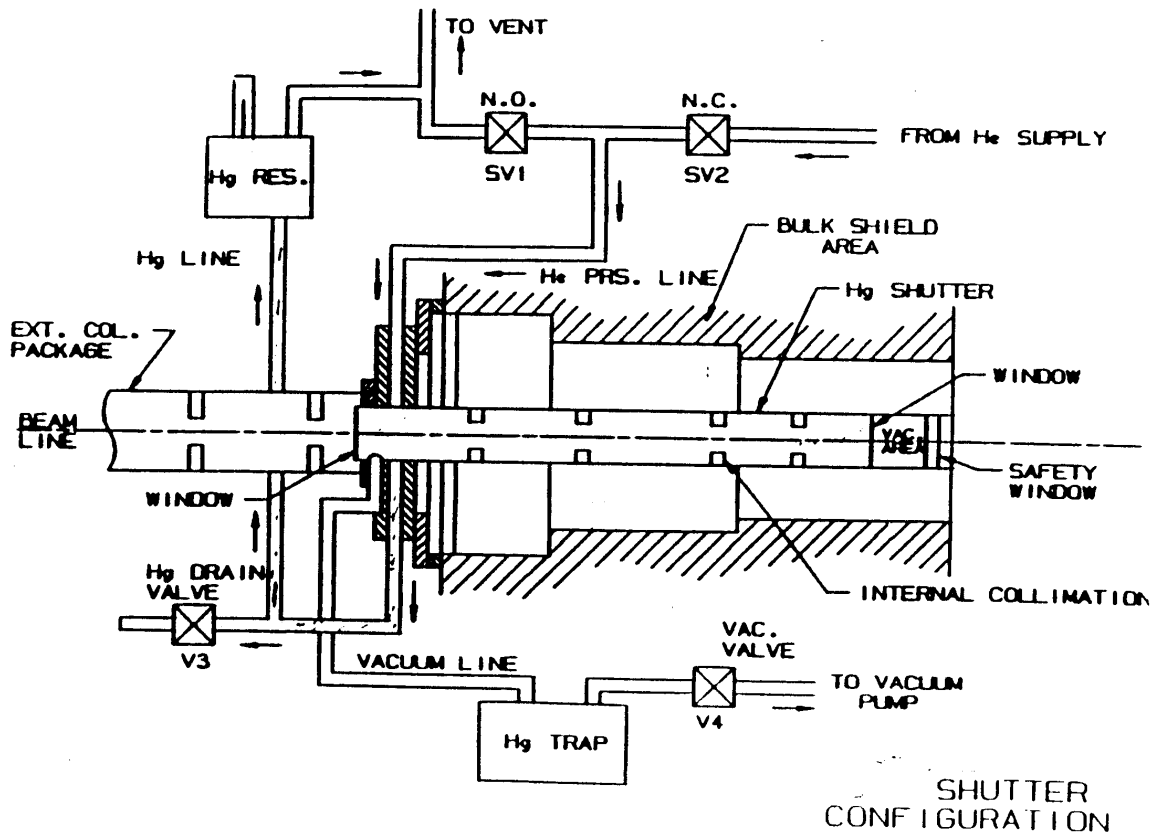 TO VENT
N.O.
N.C.
FROM He SUPPLY
SV1
SV2
Hg RES.
BULK SHIELD
AREA
Hg LINE
He PRS. LINE
Hg SHUTTER
EXT. COL.
PACKAGE
WINDOW
BEAM
LINE
VAC.
AREA
SAFETY
WINDOW
WINDOW
Hg DRAIN
VALVE
INTERNAL COLLIMATION
V3
VACUUM LINE
VAC.
VALVE
TO VACUUM
PUMP
V4
Hg TRAP
SHUTTER
CONFIGURATION